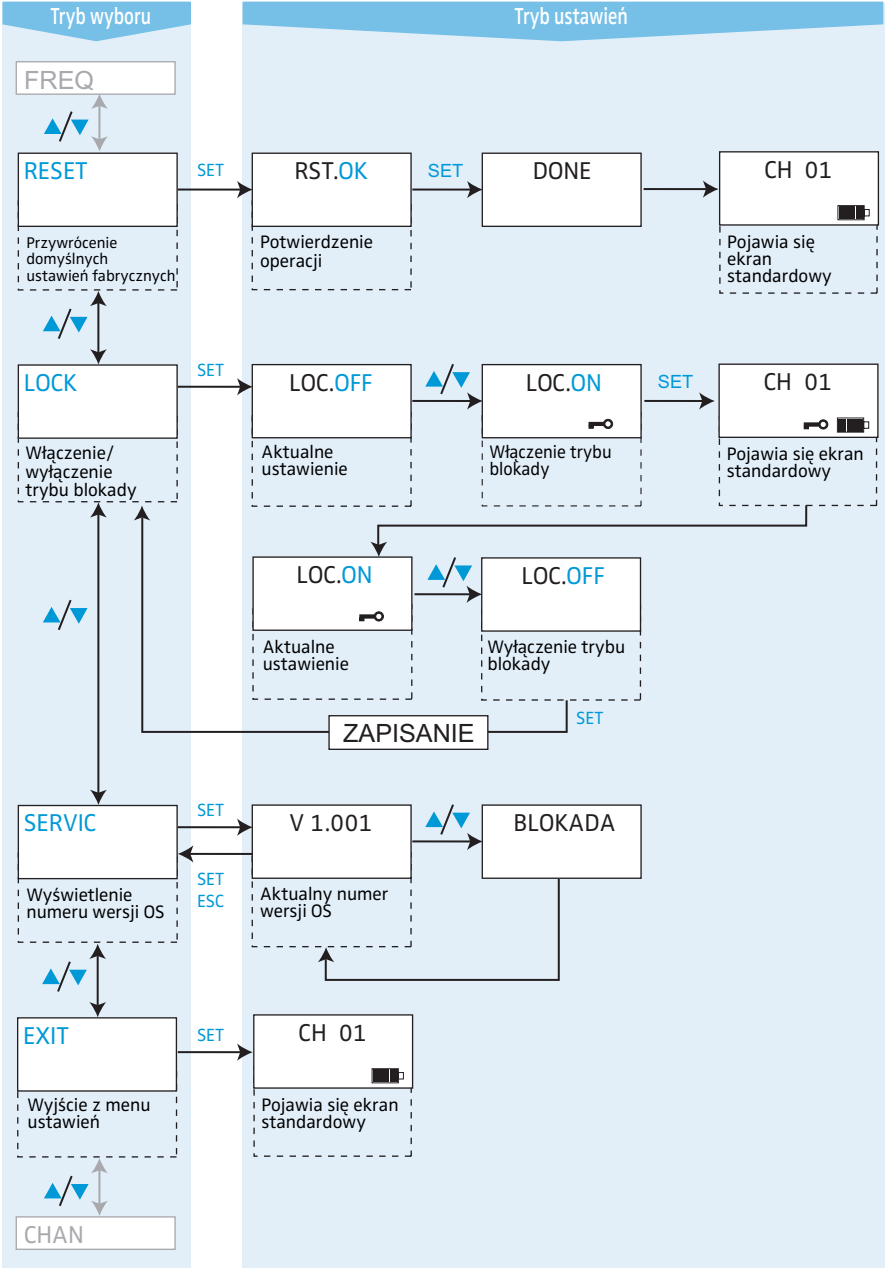 Tryb wyboru
Tryb ustawień
FREQ
▲/▼
RESET
SET
RST.OK
SET
DONE
CH 01
Przywrócenie
domyślnych
ustawień fabrycznych
Potwierdzenie
operacji
Pojawia się
ekran
standardowy
▲/▼
LOCK
SET
LOC.OFF
▲/▼
LOC.ON
SET
CH 01
Włączenie/
wyłączenie
trybu blokady
Aktualne
ustawienie
Włączenie trybu
blokady
Pojawia się ekran
standardowy
▲/▼
LOC.ON
▲/▼
LOC.OFF
Aktualne
ustawienie
Wyłączenie trybu
blokady
SET
ZAPISANIE
SERVIC
SET
SET
ESC
V 1.001
▲/▼
BLOKADA
Wyświetlenie
numeru wersji OS
Aktualny numer
wersji OS
▲/▼
EXIT
SET
CH 01
Wyjście z menu
ustawień
Pojawia się ekran
standardowy
▲/▼
CHAN